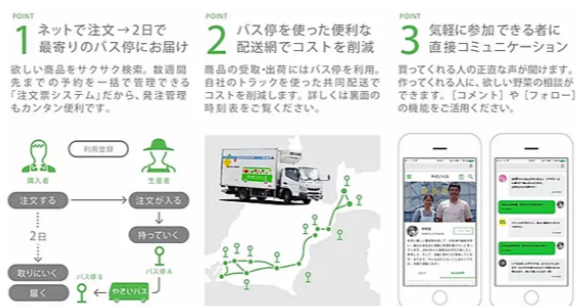 POINT
1
ネットで注文→2日で
最寄りのバス停にお届け
欲しい商品をサクサク検索。数週間
先までの予約を一括で管理できる
「注文票システム」だから、発注管理
もカンタン便利です。
利用登録
購入者
生産者
注文する
注文が入る
2日
持っていく
取りにいく
届く
バス停A
バス停B
やさいバス
POINT
2
バス停を使った便利な
配送網でコストを削減
商品の受取・出荷にはバス停を利用。
自社のトラックを使った共同配送で
コストを削減します。詳しくは裏面の
時刻表をご覧ください。
POINT
3
気軽に参加できる者に
直接コミュニケーション
買ってくれる人の正直な声が聞けます。
作ってくれる人に、欲しい野菜の相談が
できます。[コメント]や[フォロー]
の機能をご活用ください。